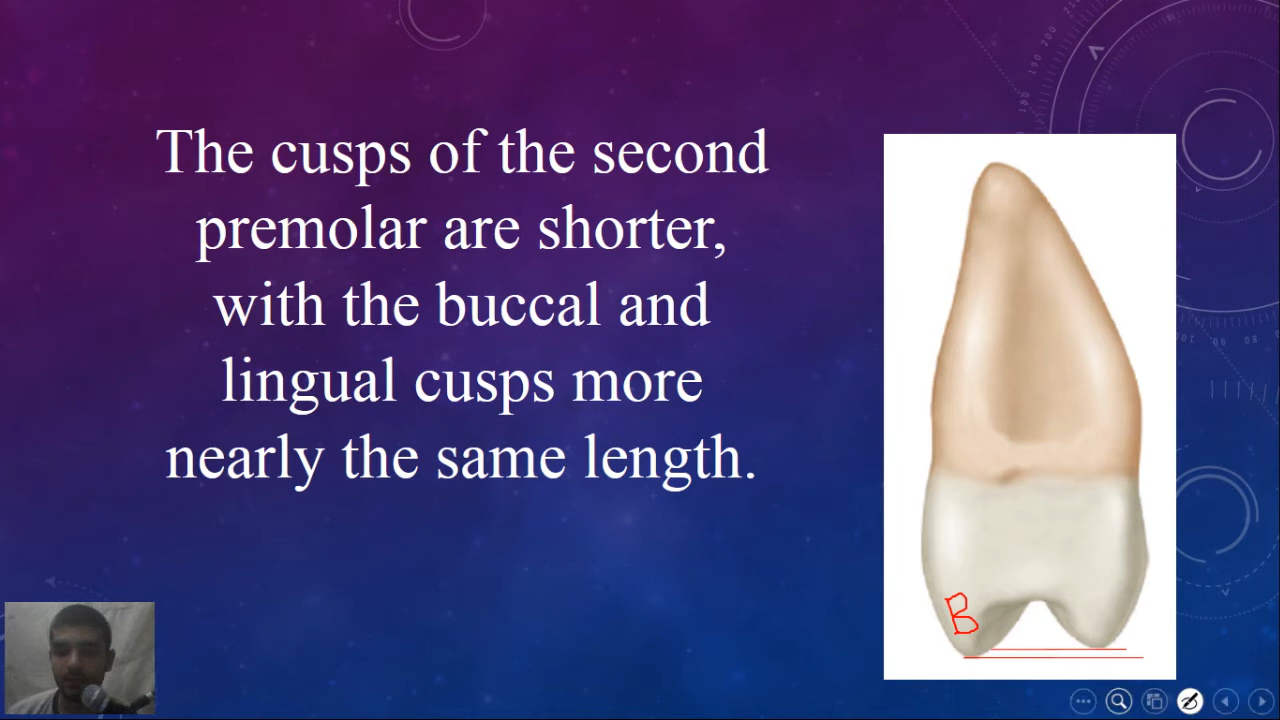 The cusps of the second
premolar are shorter,
with the buccal and
lingual cusps more
nearly the same length.
B